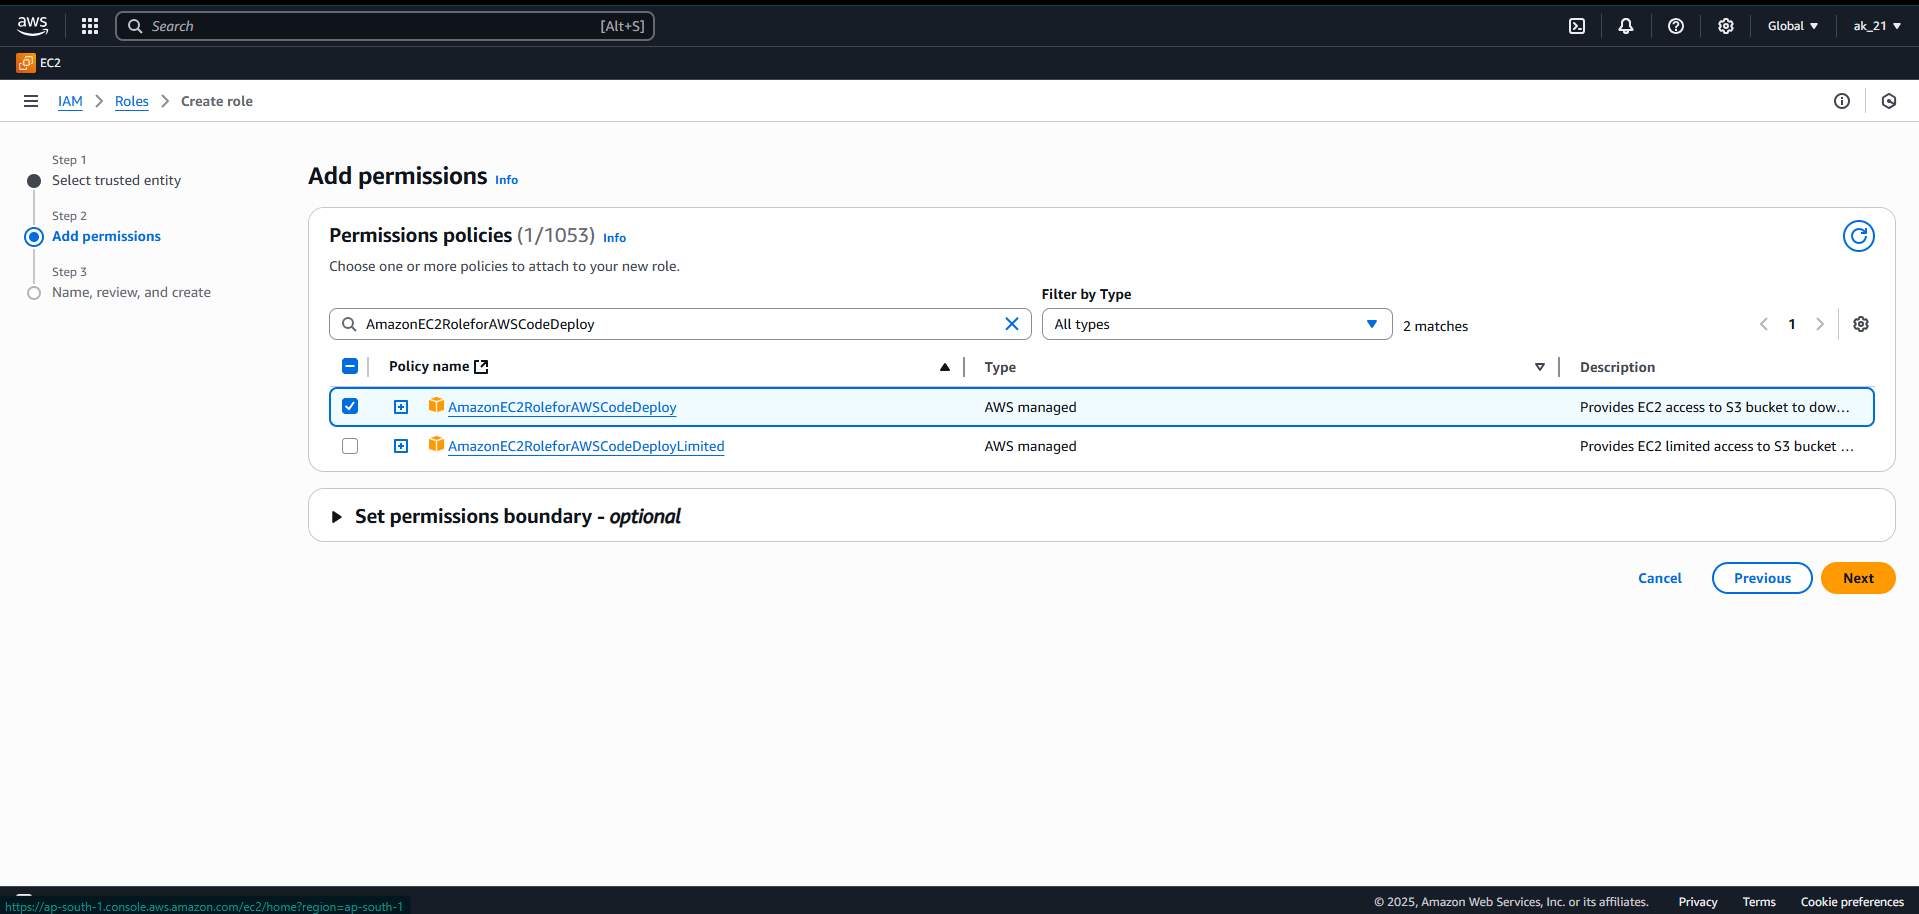 aws
Search
[Alt+S]
Global
ak_21
EC2
IAM
Roles
Create role
Step 1
Select trusted entity
Step 2
Add permissions
Step 3
Name, review, and create
Add permissions
Info
Permissions policies (1/1053)
Info
Choose one or more policies to attach to your new role.
Filter by Type
AmazonEC2RoleforAWSCodeDeploy
All types
2 matches
1
Policy name
Type
Description
AmazonEC2RoleforAWSCodeDeploy
AWS managed
Provides EC2 access to S3 bucket to dow...
AmazonEC2RoleforAWSCodeDeployLimited
AWS managed
Provides EC2 limited access to S3 bucket ...
Set permissions boundary - optional
Cancel
Previous
Next
https://ap-south-1.console.aws.amazon.com/ec2/home?region=ap-south-1
© 2025, Amazon Web Services, Inc. or its affiliates.
Privacy
Terms
Cookie preferences